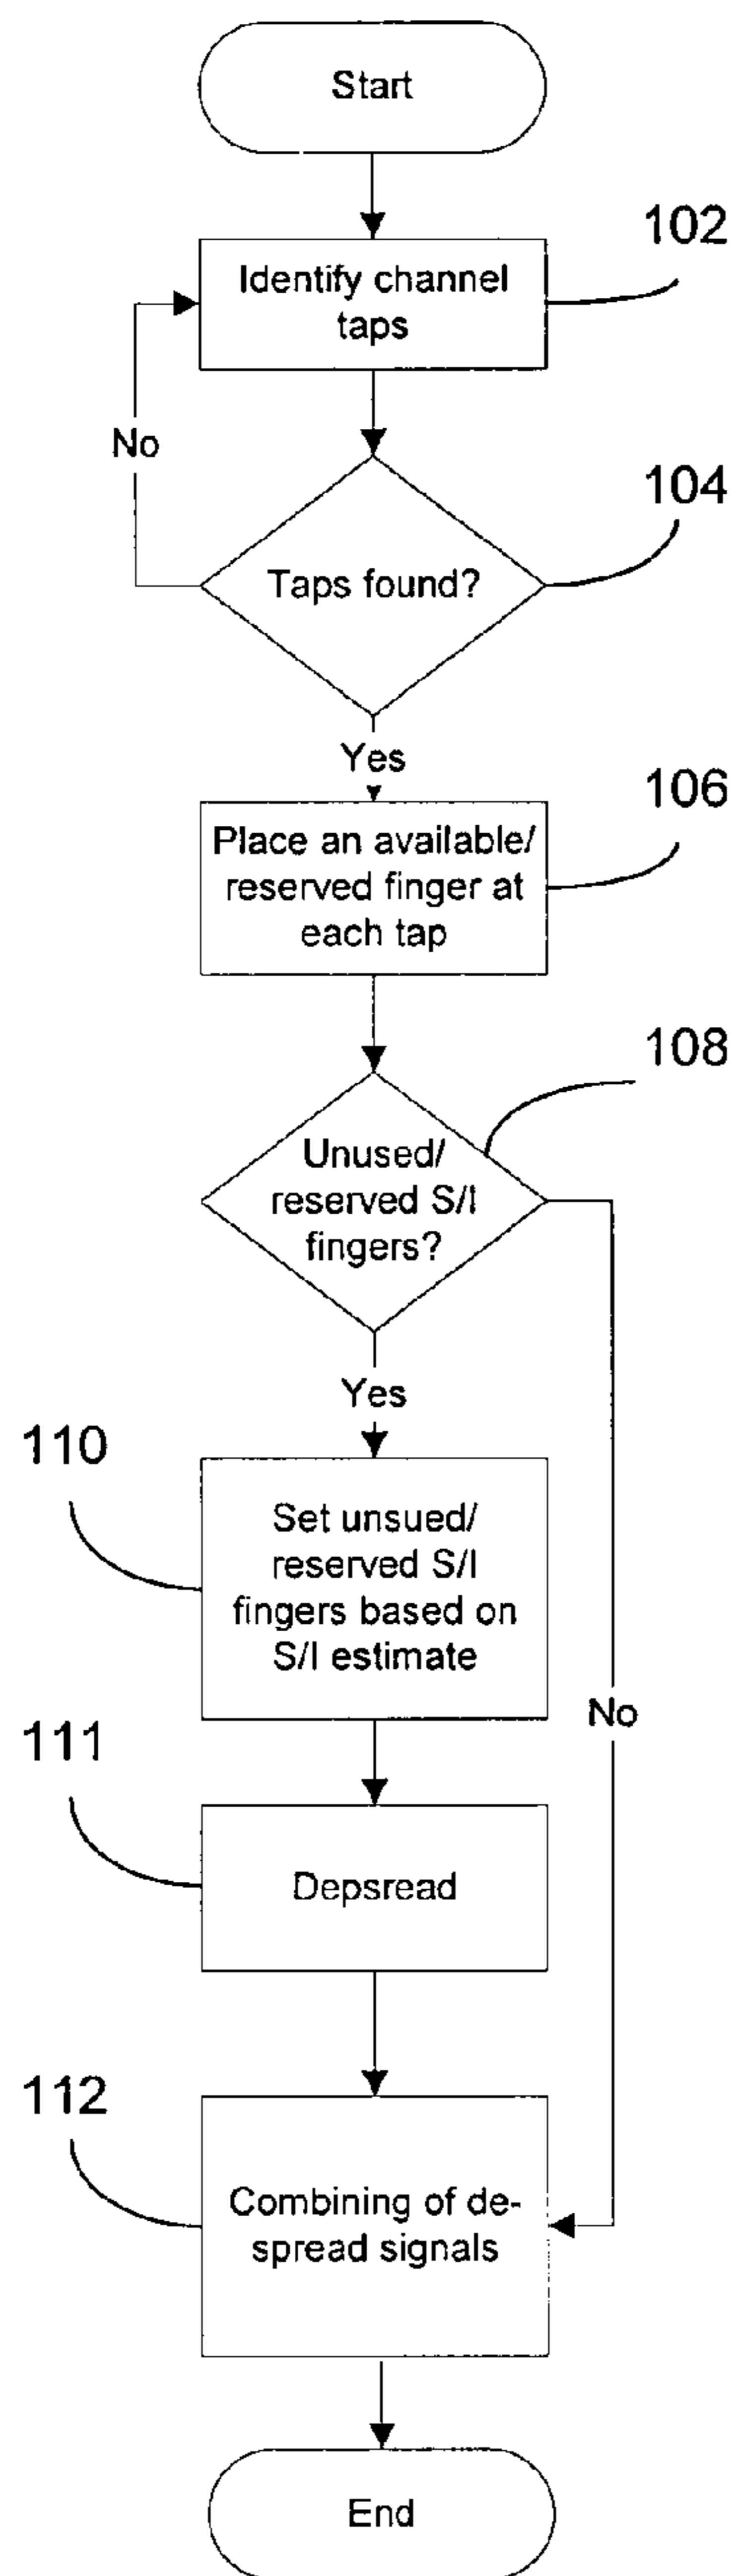 Start
102
Identify channel
taps
No
104
Taps found?
Yes
106
Place an available/
reserved finger at
each tap
108
Unused/
reserved S/I
fingers?
Yes
110
Set unsued/
reserved S/I
fingers based on
S/I estimate
No
111
Depsread
112
Combining of de-
spread signals
End